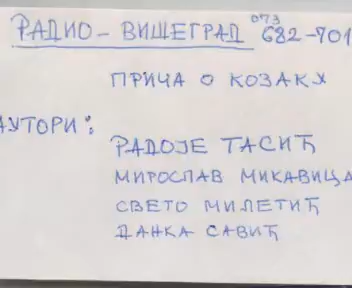 РАДИО - ВИШЕГРАД 073 682-701
ПРИЧА О КОЗАКУ
АУТОРИ:
РАДОЈЕ ТАСИЋ
МИРОСЛАВ МИКАВИЦА
СВЕТО МИЛЕТИЋ
ДАНКА САВИЋ